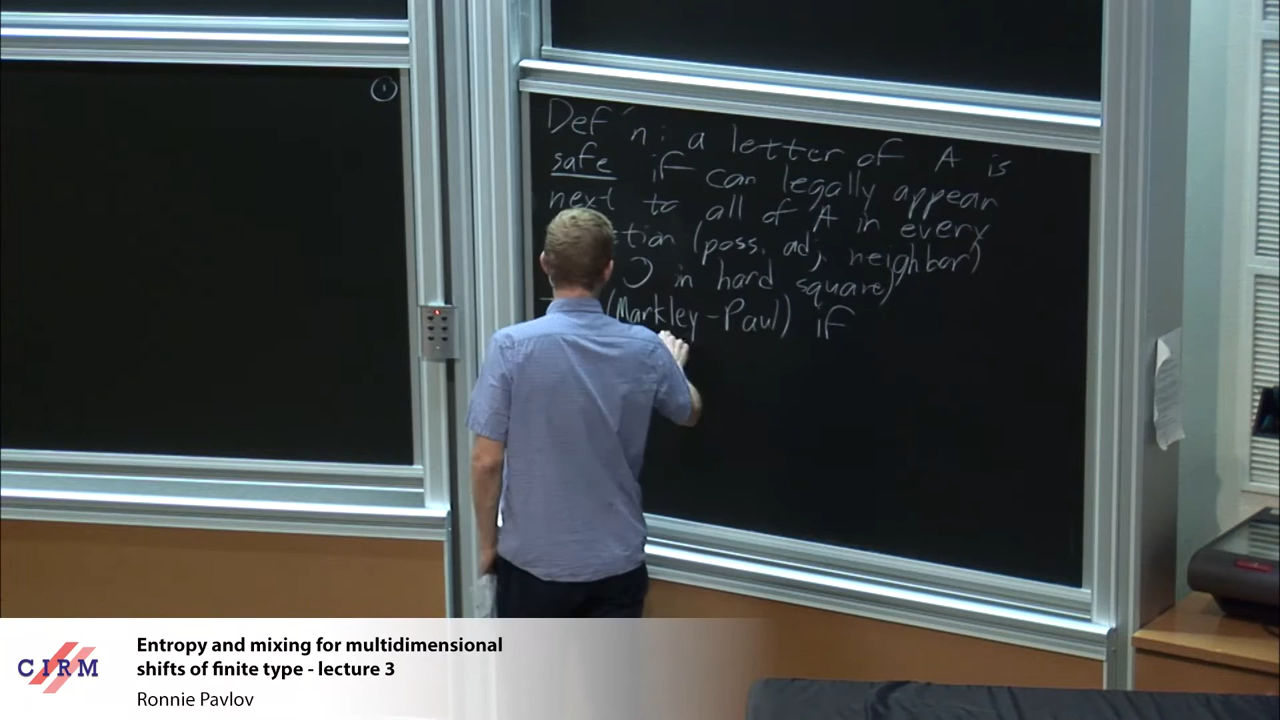 1
Def'n: a letter of A is
safe if can legally appear
next to all of A in every
tion (poss. adj. neighbor)
in hard square)
(Markley-Paul) if
CIRM
Entropy and mixing for multidimensional
shifts of finite type - lecture 3
Ronnie Pavlov